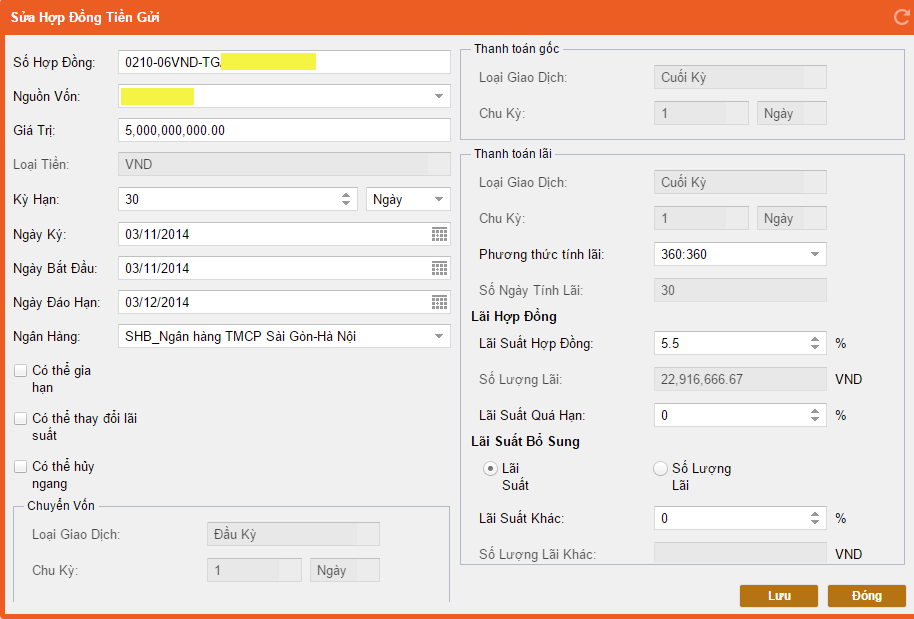 Sửa Hợp Đồng Tiền Gửi
Số Hợp Đồng: 0210-06VND-TG
Nguồn Vốn:
Giá Trị: 5,000,000,000.00
Loại Tiền: VND
Kỳ Hạn: 30 Ngày
Ngày Ký: 03/11/2014
Ngày Bắt Đầu: 03/11/2014
Ngày Đáo Hạn: 03/12/2014
Ngân Hàng: SHB_Ngân hàng TMCP Sài Gòn-Hà Nội
Có thể gia
hạn
Có thể thay đổi lãi
suất
Có thể hủy
ngang
Chuyển Vốn
Loại Giao Dịch: Đầu Kỳ
Chu Kỳ: 1 Ngày
Thanh toán gốc
Loại Giao Dịch: Cuối Kỳ
Chu Kỳ: 1 Ngày
Thanh toán lãi
Loại Giao Dịch: Cuối Kỳ
Chu Kỳ: 1 Ngày
Phương thức tính lãi: 360:360
Số Ngày Tính Lãi: 30
Lãi Hợp Đồng
Lãi Suất Hợp Đồng: 5.5 %
Số Lượng Lãi: 22,916,666.67 VND
Lãi Suất Quá Hạn: 0 %
Lãi Suất Bổ Sung
Lãi
Suất
Số Lượng
Lãi
Lãi Suất Khác: 0 %
Số Lượng Lãi Khác: VND
Lưu Đóng